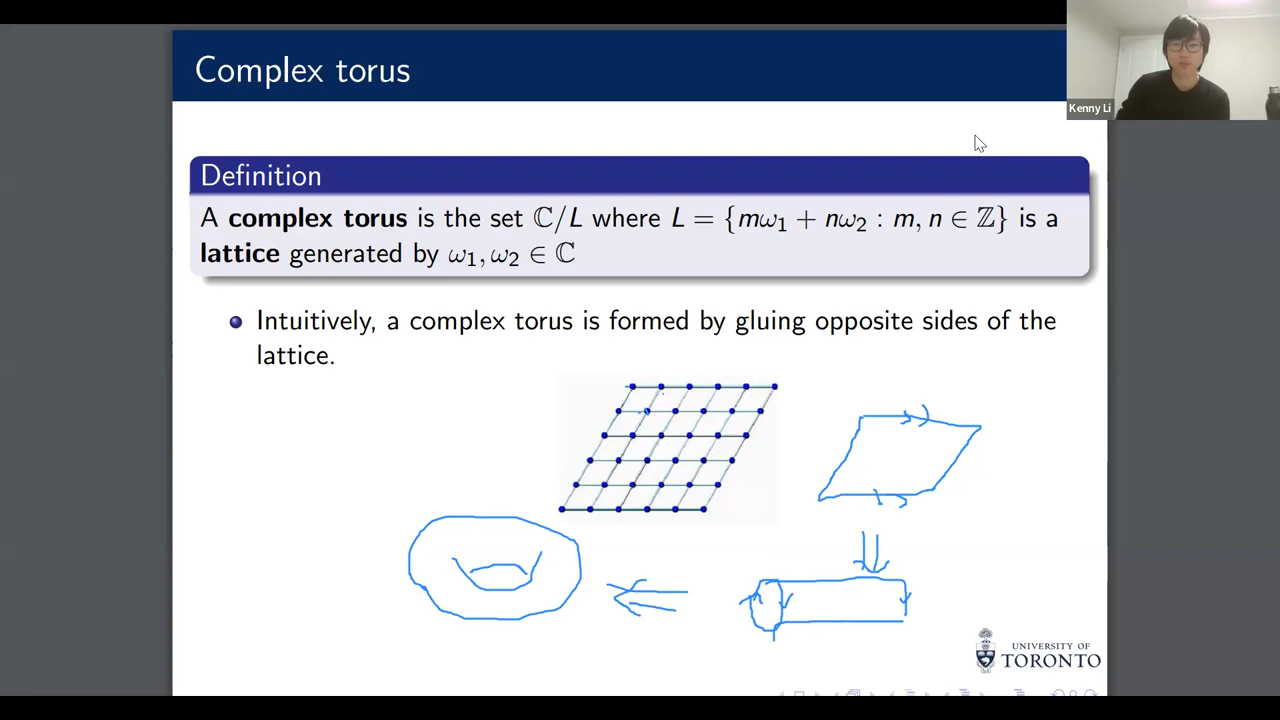 Complex torus
Kenny Li
Definition
A complex torus is the set ℂ/L where L = {mω₁ + nω₂ : m, n ∈ ℤ} is a
lattice generated by ω₁, ω₂ ∈ ℂ
Intuitively, a complex torus is formed by gluing opposite sides of the
lattice.
UNIVERSITY OF
TORONTO